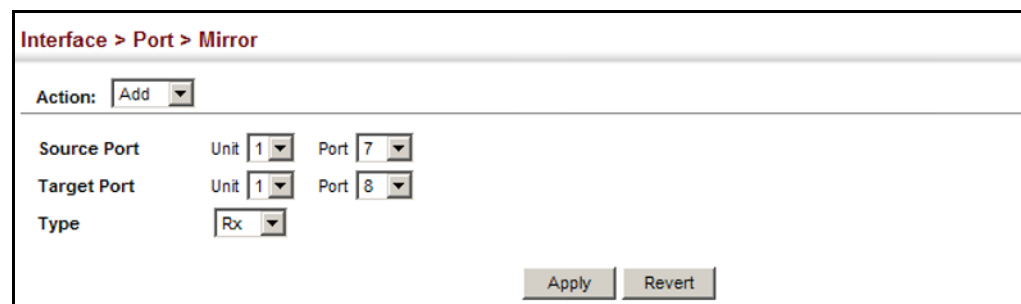 Interface > Port > Mirror
Action: Add
Source Port Unit 1 Port 7
Target Port Unit 1 Port 8
Type Rx
Apply Revert